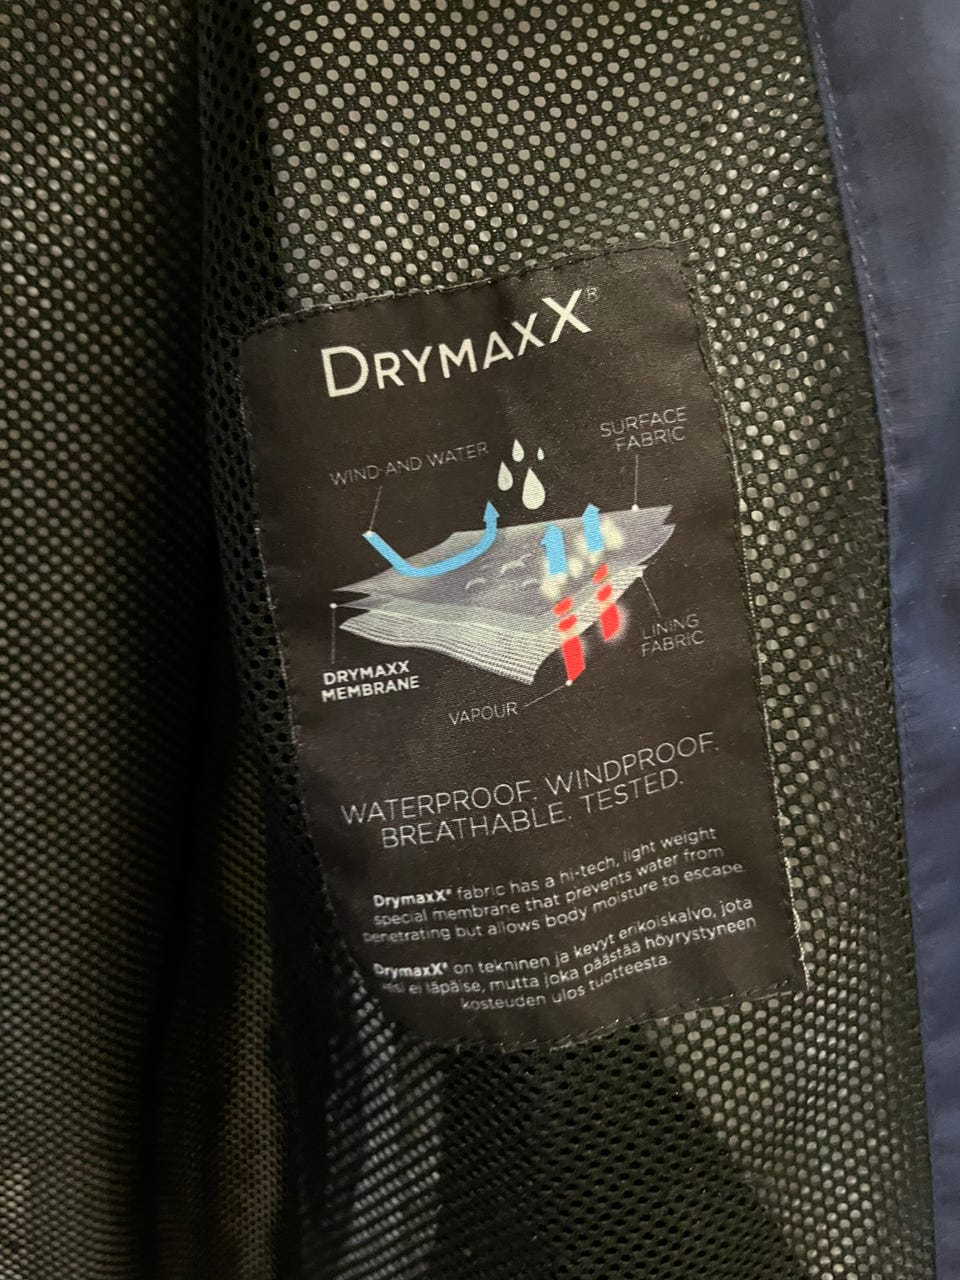 DRYMAXX®
WIND AND WATER
SURFACE
FABRIC
DRYMAXX
MEMBRANE
LINING
FABRIC
VAPOUR
WATERPROOF. WINDPROOF.
BREATHABLE. TESTED.
DrymaxX® fabric has a hi-tech, light weight
special membrane that prevents water from
penetrating but allows body moisture to escape.
DrymaxX® on tekninen ja kevyt erikoiskalvo, jota
vesi ei läpäise, mutta joka päästää höyrystyneen
kosteuden ulos tuotteesta.